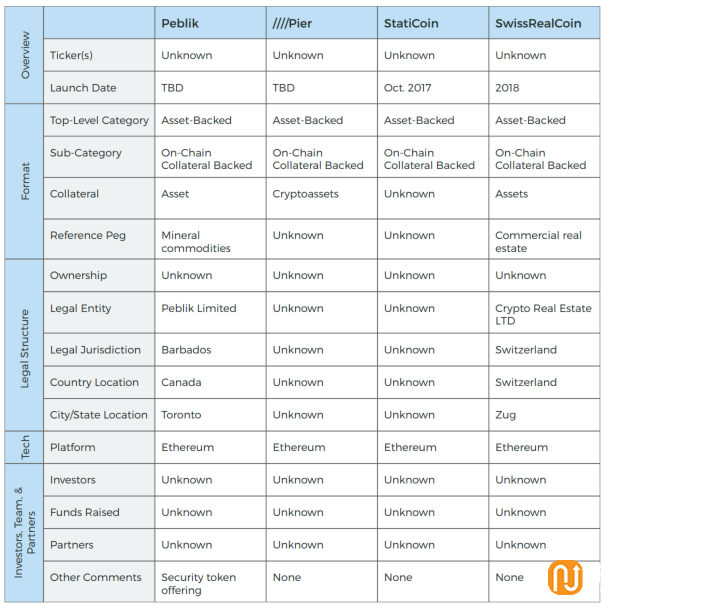 Peblik ////Pier StatiCoin SwissRealCoin
Overview
Ticker(s) Unknown Unknown Unknown Unknown
Launch Date TBD TBD Oct. 2017 2018
Format
Top-Level Category Asset-Backed Asset-Backed Asset-Backed Asset-Backed
Sub-Category On-Chain On-Chain On-Chain On-Chain
Collateral Backed Collateral Backed Collateral Backed Collateral Backed
Collateral Asset Cryptoassets Unknown Assets
Reference Peg Mineral Unknown Unknown Commercial real
commodities estate
Legal Structure
Ownership Unknown Unknown Unknown Unknown
Legal Entity Peblik Limited Unknown Unknown Crypto Real Estate
LTD
Legal Jurisdiction Barbados Unknown Unknown Switzerland
Country Location Canada Unknown Unknown Switzerland
City/State Location Toronto Unknown Unknown Zug
Tech
Platform Ethereum Ethereum Ethereum Ethereum
Investors, Team, &
Partners
Investors Unknown Unknown Unknown Unknown
Funds Raised Unknown Unknown Unknown Unknown
Partners Unknown Unknown Unknown Unknown
Other Comments Security token None None None
offering